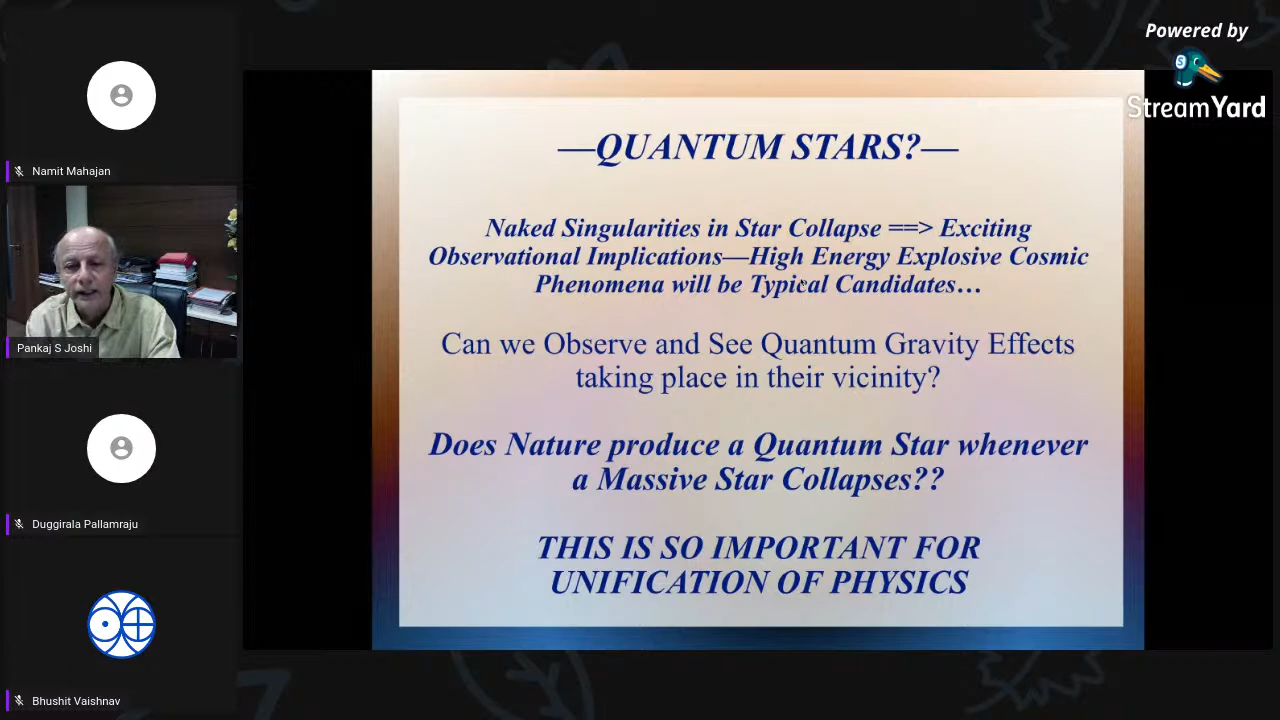 Powered by
StreamYard
Namit Mahajan
Pankaj S Joshi
Duggirala Pallamraju
Bhushit Vaishnav
—QUANTUM STARS?—
Naked Singularities in Star Collapse ==> Exciting
Observational Implications—High Energy Explosive Cosmic
Phenomena will be Typical Candidates…
Can we Observe and See Quantum Gravity Effects
taking place in their vicinity?
Does Nature produce a Quantum Star whenever
a Massive Star Collapses??
THIS IS SO IMPORTANT FOR
UNIFICATION OF PHYSICS